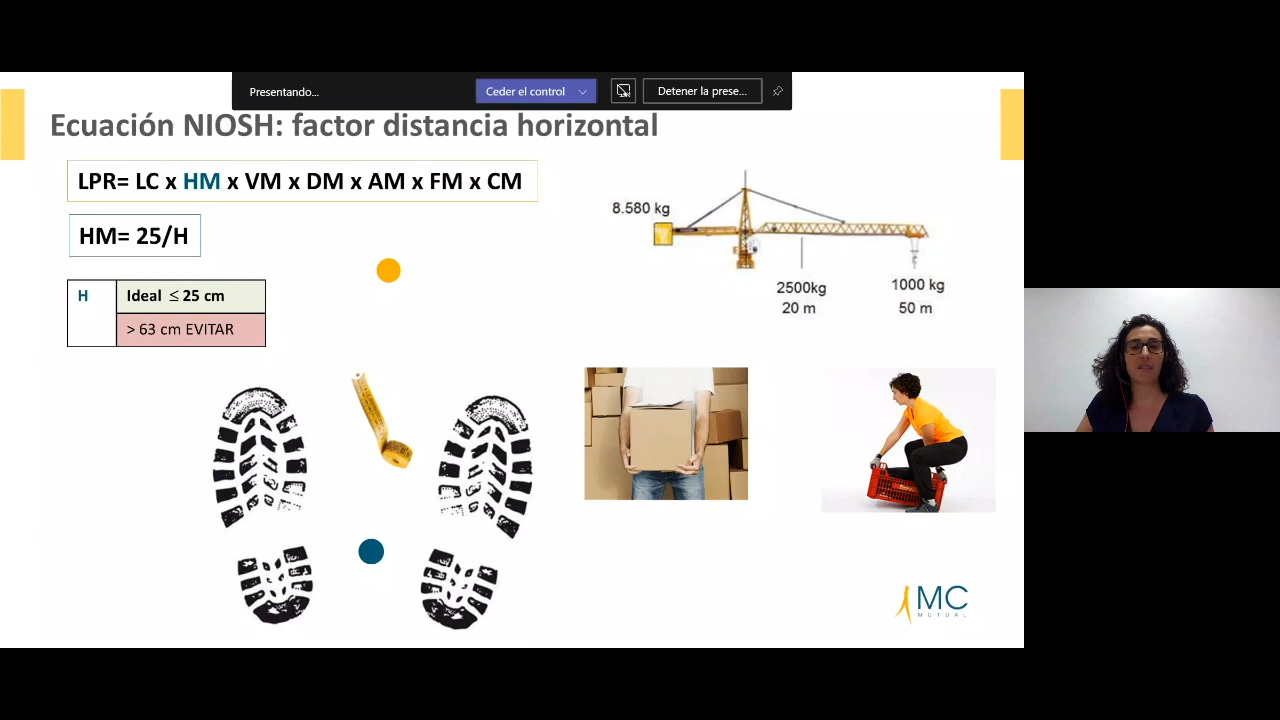 Presentando...
Ceder el control
Detener la prese...
Ecuación NIOSH: factor distancia horizontal
LPR= LC x HM x VM x DM x AM x FM x CM
HM= 25/H
H
Ideal ≤ 25 cm
> 63 cm EVITAR
8.580 kg
2500kg
20 m
1000 kg
50 m
MC
MUTUAL